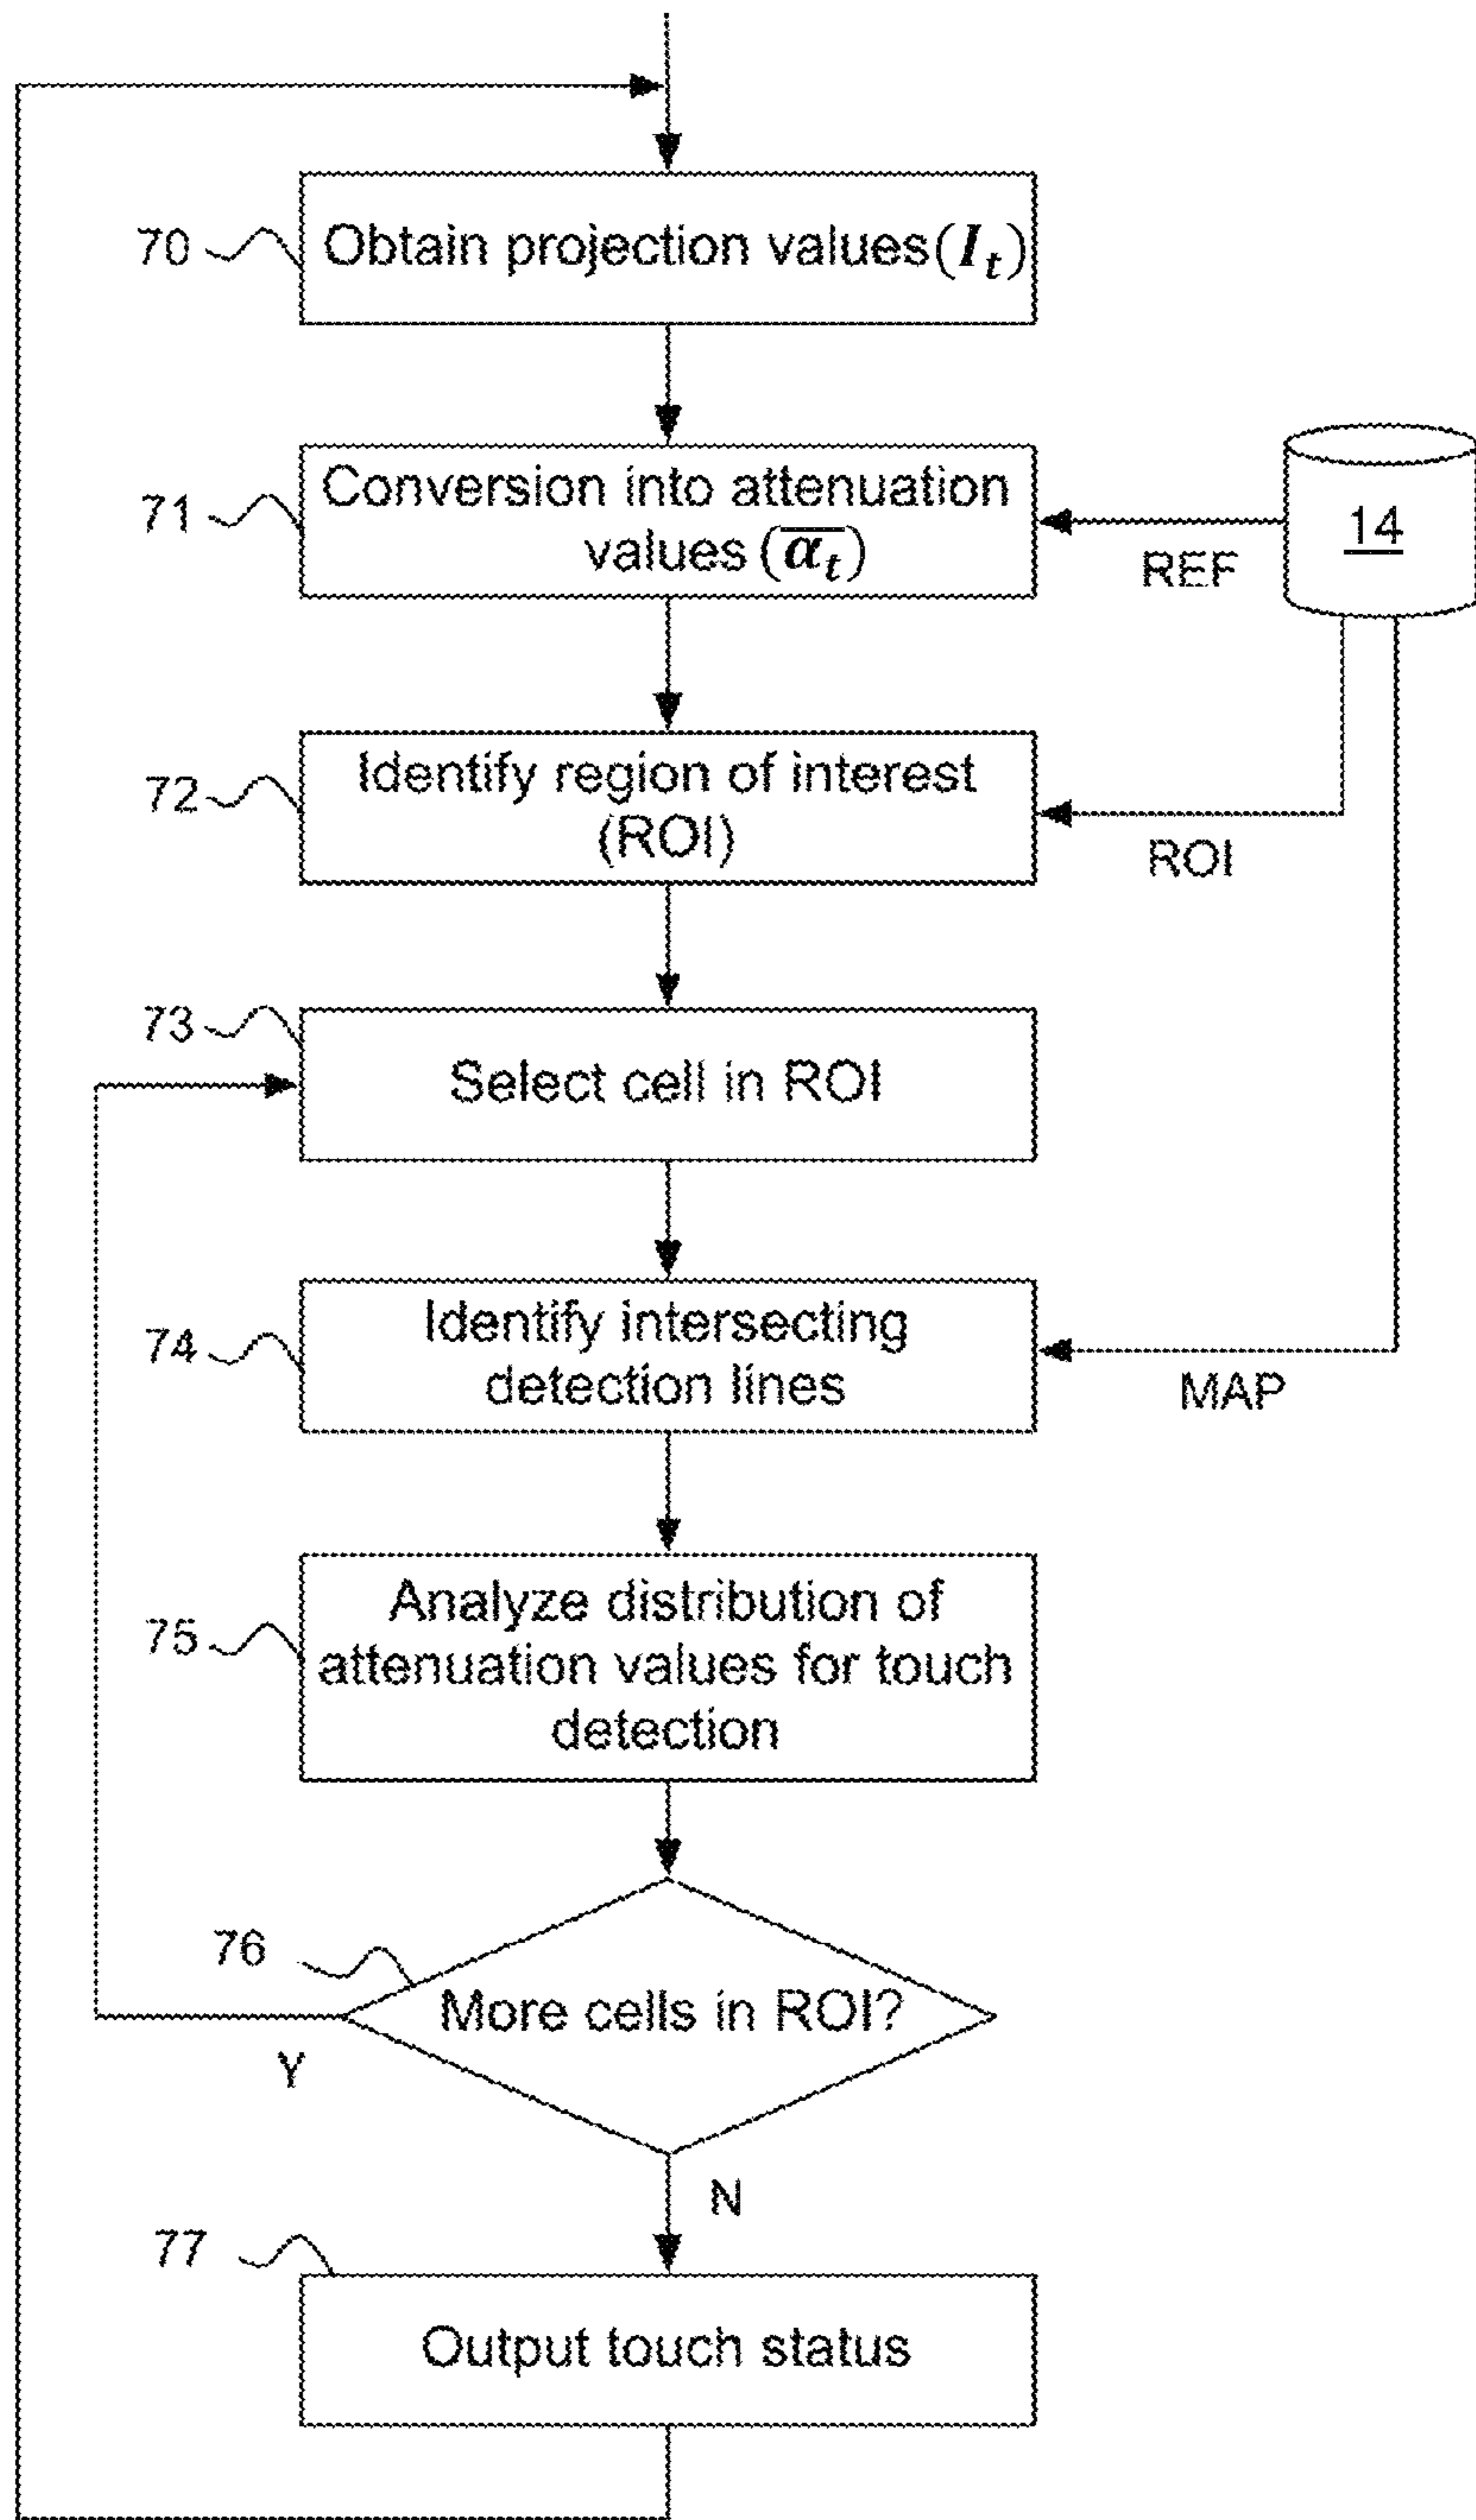 70
Obtain projection values(I_t)
71
Conversion into attenuation
values (\overline{α_t})
14
REF
72
Identify region of interest
(ROI)
ROI
73
Select cell in ROI
74
Identify intersecting
detection lines
MAP
75
Analyze distribution of
attenuation values for touch
detection
76
More cells in ROI?
Y
N
77
Output touch status